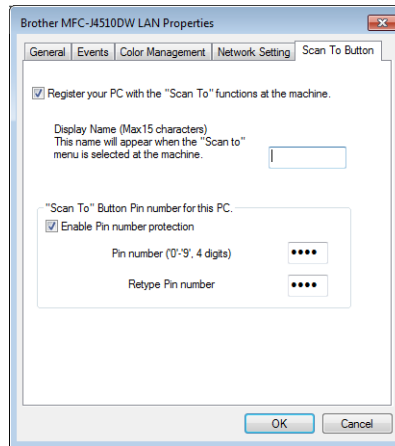 Brother MFC-J4510DW LAN Properties
General Events Color Management Network Setting Scan To Button
Register your PC with the "Scan To" functions at the machine.
Display Name (Max15 characters)
This name will appear when the "Scan to"
menu is selected at the machine.
"Scan To" Button Pin number for this PC.
Enable Pin number protection
Pin number ('0'-'9', 4 digits) ••••
Retype Pin number ••••
OK Cancel